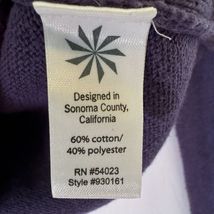 Designed in
Sonoma County,
California
60% cotton/
40% polyester
RN #54023
Style #930161